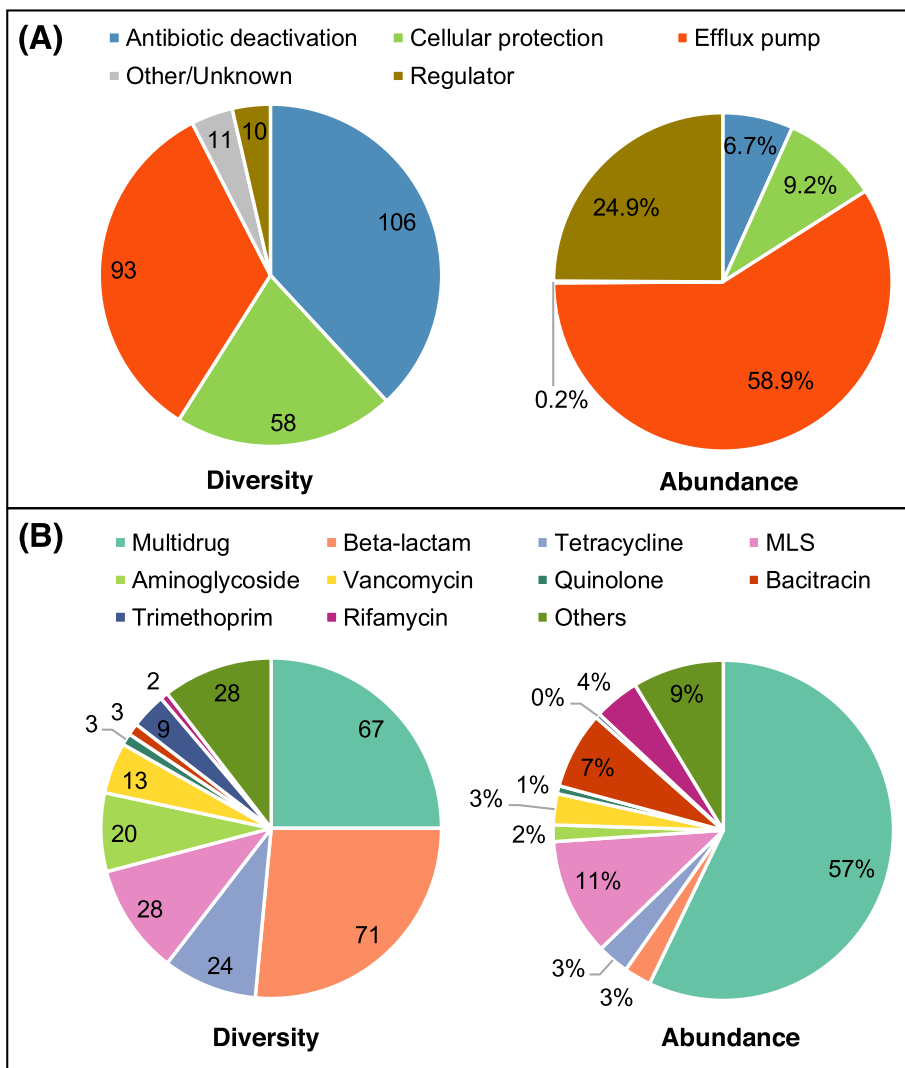 (A)
Antibiotic deactivation Cellular protection Efflux pump
Other/Unknown Regulator
11 10
106
93
58
Diversity
6.7%
9.2%
24.9%
58.9%
0.2%
Abundance
(B)
Multidrug Beta-lactam Tetracycline MLS
Aminoglycoside Vancomycin Quinolone Bacitracin
Trimethoprim Rifamycin Others
2
28
67
3
3
9
13
20
28
24
71
Diversity
4%
0%
9%
7%
1%
3%
2%
57%
11%
3%
3%
Abundance